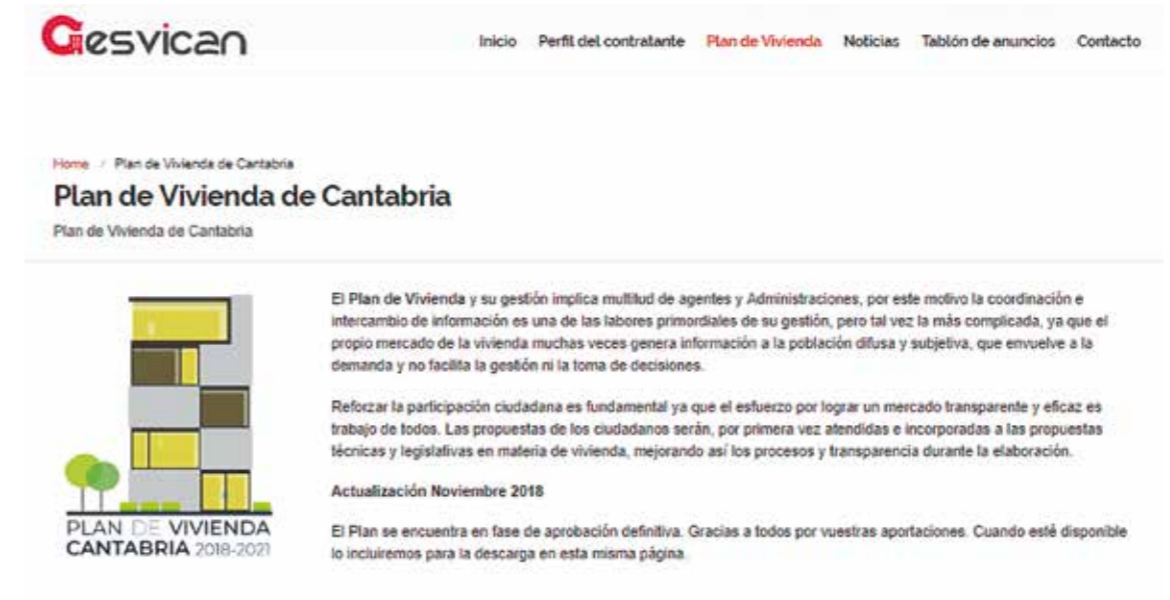 Gesvican
Inicio Perfil del contratante Plan de Vivienda Noticias Tablón de anuncios Contacto
Home / Plan de Vivienda de Cantabria
Plan de Vivienda de Cantabria
Plan de Vivienda de Cantabria
El Plan de Vivienda y su gestión implica multitud de agentes y Administraciones, por este motivo la coordinación e
intercambio de información es una de las labores primordiales de su gestión, pero tal vez la más complicada, ya que el
propio mercado de la vivienda muchas veces genera información a la población difusa y subjetiva, que envuelve a la
demanda y no facilita la gestión ni la toma de decisiones.
Reforzar la participación ciudadana es fundamental ya que el esfuerzo por lograr un mercado transparente y eficaz es
trabajo de todos. Las propuestas de los ciudadanos serán, por primera vez atendidas e incorporadas a las propuestas
técnicas y legislativas en materia de vivienda, mejorando así los procesos y transparencia durante la elaboración.
Actualización Noviembre 2018
El Plan se encuentra en fase de aprobación definitiva. Gracias a todos por vuestras aportaciones. Cuando esté disponible
lo incluiremos para la descarga en esta misma página.
PLAN DE VIVIENDA
CANTABRIA 2018-2021